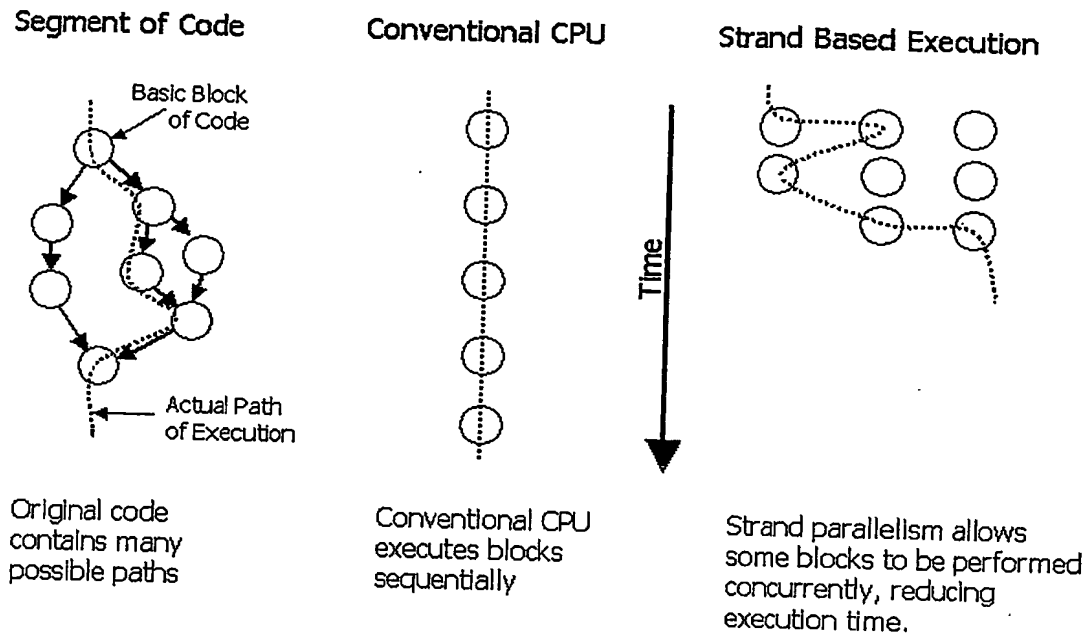 Segment of Code
Conventional CPU
Strand Based Execution
Basic Block
of Code
Time
Actual Path
of Execution
Original code
contains many
possible paths
Conventional CPU
executes blocks
sequentially
Strand parallelism allows
some blocks to be performed
concurrently, reducing
execution time.